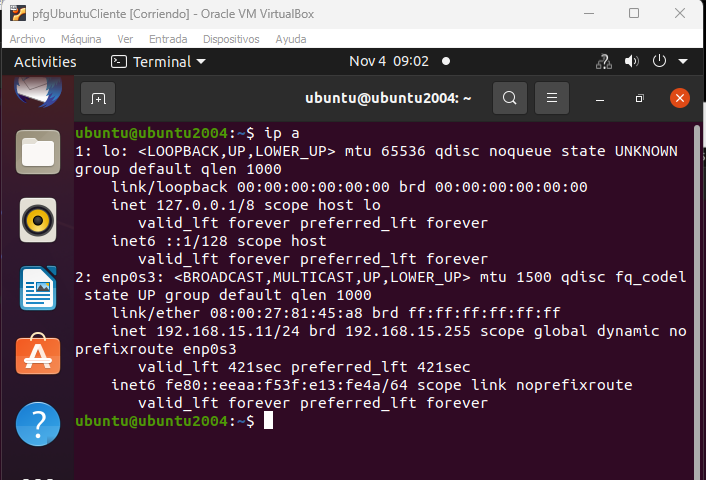 pfgUbuntuCliente [Corriendo] - Oracle VM VirtualBox
Archivo Máquina Ver Entrada Dispositivos Ayuda
Activities Terminal Nov 4 09:02
ubuntu@ubuntu2004: ~
ubuntu@ubuntu2004:~$ ip a
1: lo: <LOOPBACK,UP,LOWER_UP> mtu 65536 qdisc noqueue state UNKNOWN
group default qlen 1000
link/loopback 00:00:00:00:00:00 brd 00:00:00:00:00:00
inet 127.0.0.1/8 scope host lo
valid_lft forever preferred_lft forever
inet6 ::1/128 scope host
valid_lft forever preferred_lft forever
2: enp0s3: <BROADCAST,MULTICAST,UP,LOWER_UP> mtu 1500 qdisc fq_codel
state UP group default qlen 1000
link/ether 08:00:27:81:45:a8 brd ff:ff:ff:ff:ff:ff
inet 192.168.15.11/24 brd 192.168.15.255 scope global dynamic no
prefixroute enp0s3
valid_lft 421sec preferred_lft 421sec
inet6 fe80::eeaa:f53f:e13:fe4a/64 scope link noprefixroute
valid_lft forever preferred_lft forever
ubuntu@ubuntu2004:~$